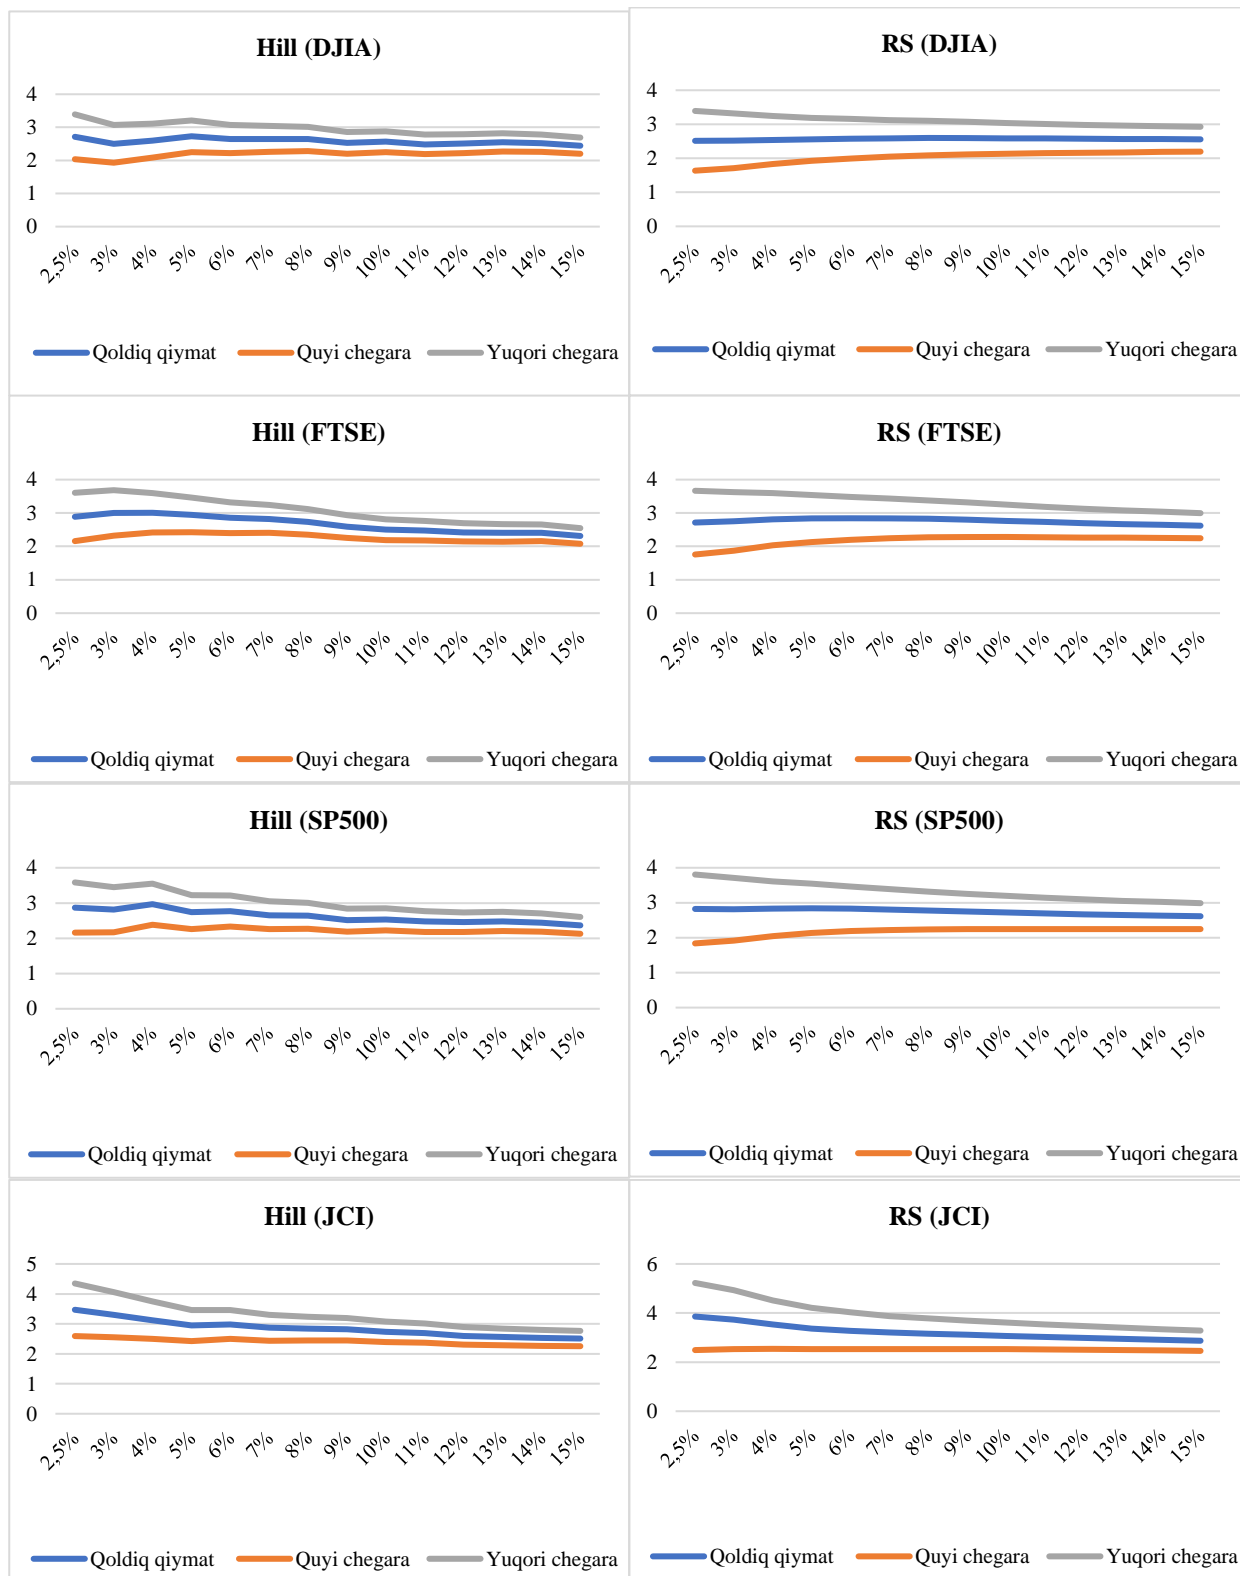 Hill (DJIA)
4
3
2
1
0
2,5% 3% 4% 5% 6% 7% 8% 9% 10% 11% 12% 13% 14% 15%
Qoldiq qiymat Quyi chegara Yuqori chegara
RS (DJIA)
4
3
2
1
0
2,5% 3% 4% 5% 6% 7% 8% 9% 10% 11% 12% 13% 14% 15%
Qoldiq qiymat Quyi chegara Yuqori chegara
Hill (FTSE)
4
3
2
1
0
2,5% 3% 4% 5% 6% 7% 8% 9% 10% 11% 12% 13% 14% 15%
Qoldiq qiymat Quyi chegara Yuqori chegara
RS (FTSE)
4
3
2
1
0
2,5% 3% 4% 5% 6% 7% 8% 9% 10% 11% 12% 13% 14% 15%
Qoldiq qiymat Quyi chegara Yuqori chegara
Hill (SP500)
4
3
2
1
0
2,5% 3% 4% 5% 6% 7% 8% 9% 10% 11% 12% 13% 14% 15%
Qoldiq qiymat Quyi chegara Yuqori chegara
RS (SP500)
4
3
2
1
0
2,5% 3% 4% 5% 6% 7% 8% 9% 10% 11% 12% 13% 14% 15%
Qoldiq qiymat Quyi chegara Yuqori chegara
Hill (JCI)
5
4
3
2
1
0
2,5% 3% 4% 5% 6% 7% 8% 9% 10% 11% 12% 13% 14% 15%
Qoldiq qiymat Quyi chegara Yuqori chegara
RS (JCI)
6
4
2
0
2,5% 3% 4% 5% 6% 7% 8% 9% 10% 11% 12% 13% 14% 15%
Qoldiq qiymat Quyi chegara Yuqori chegara